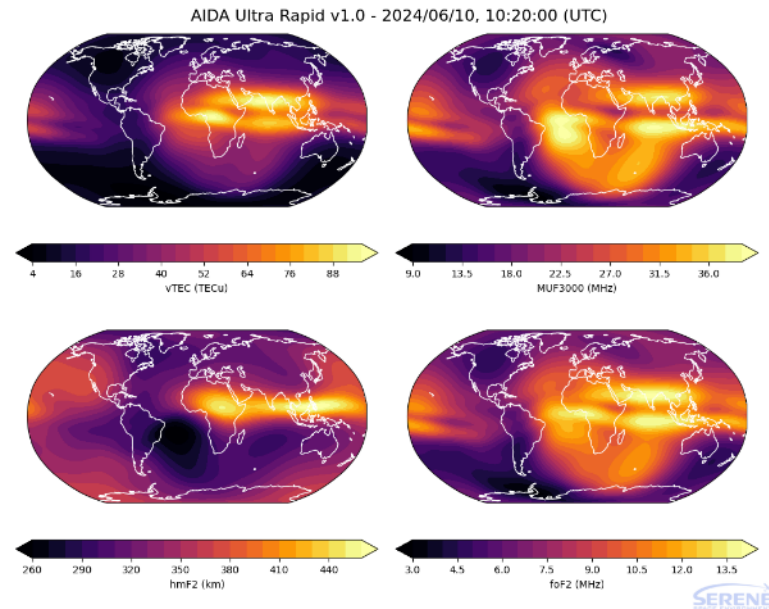 AIDA Ultra Rapid v1.0 - 2024/06/10, 10:20:00 (UTC)
4 16 28 40 52 64 76 88
vTEC (TECu)
9.0 13.5 18.0 22.5 27.0 31.5 36.0
MUF3000 (MHz)
260 290 320 350 380 410 440
hmF2 (km)
3.0 4.5 6.0 7.5 9.0 10.5 12.0 13.5
foF2 (MHz)
SERENE